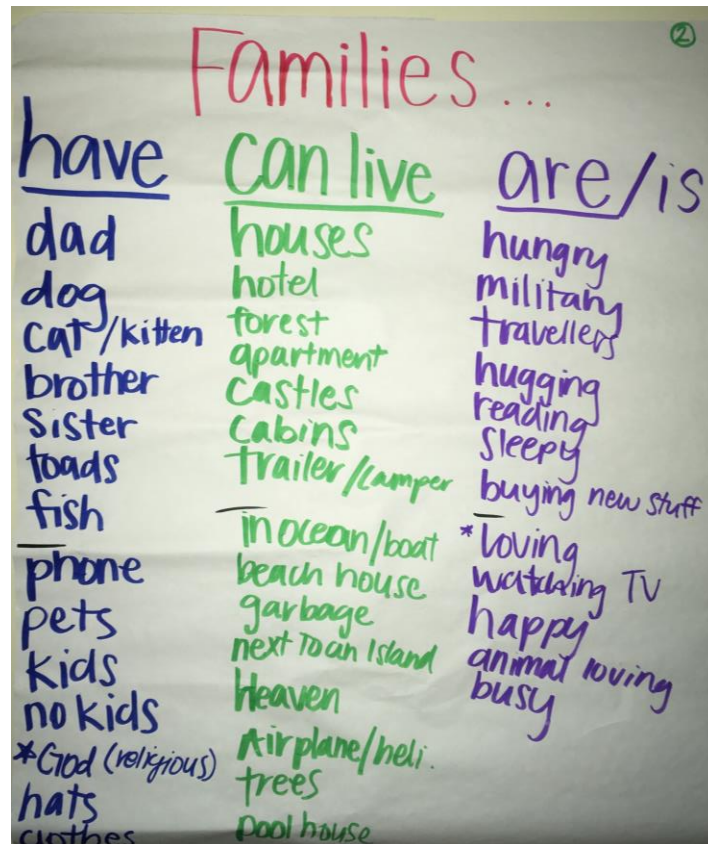 ②
Families...
have
dad
dog
cat/kitten
brother
sister
toads
fish
phone
pets
kids
no kids
*God (religious)
hats
clothes
can live
houses
hotel
forest
apartment
castles
cabins
trailer/camper
in ocean/boat
beach house
garbage
next to an Island
Heaven
Airplane/heli.
trees
pool house
are/is
hungry
military
travellers
hugging
reading
sleepy
buying new stuff
*loving
watching TV
happy
animal loving
busy